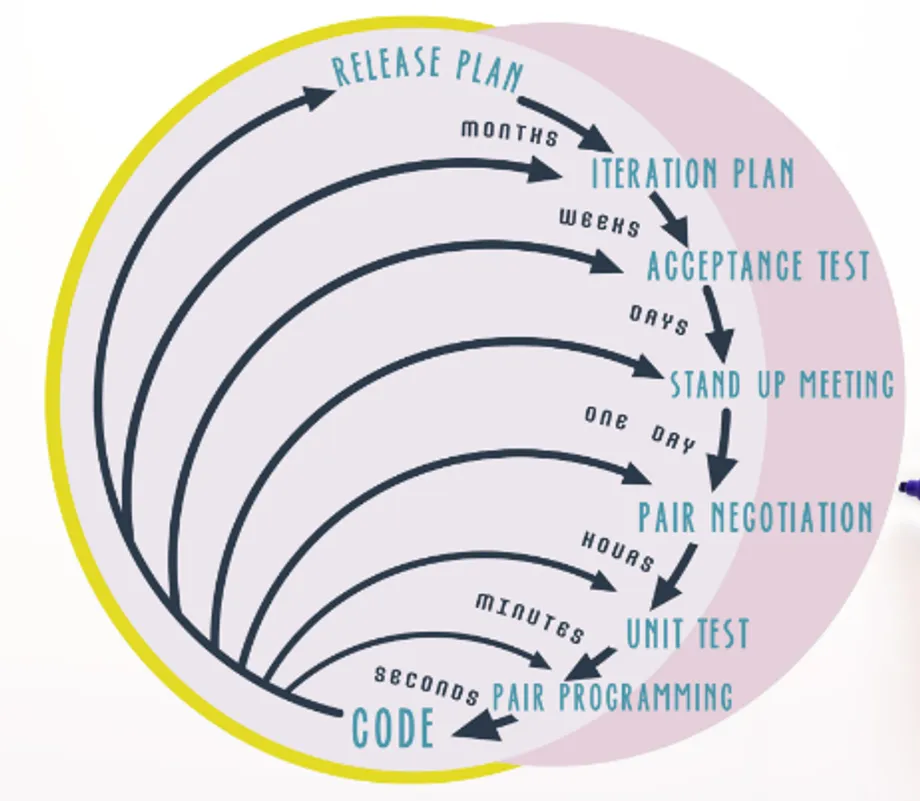 RELEASE PLAN
MONTHS
ITERATION PLAN
WEEKS
ACCEPTANCE TEST
DAYS
STAND UP MEETING
ONE DAY
PAIR NEGOTIATION
HOURS
MINUTES
UNIT TEST
SECONDS
PAIR PROGRAMMING
CODE